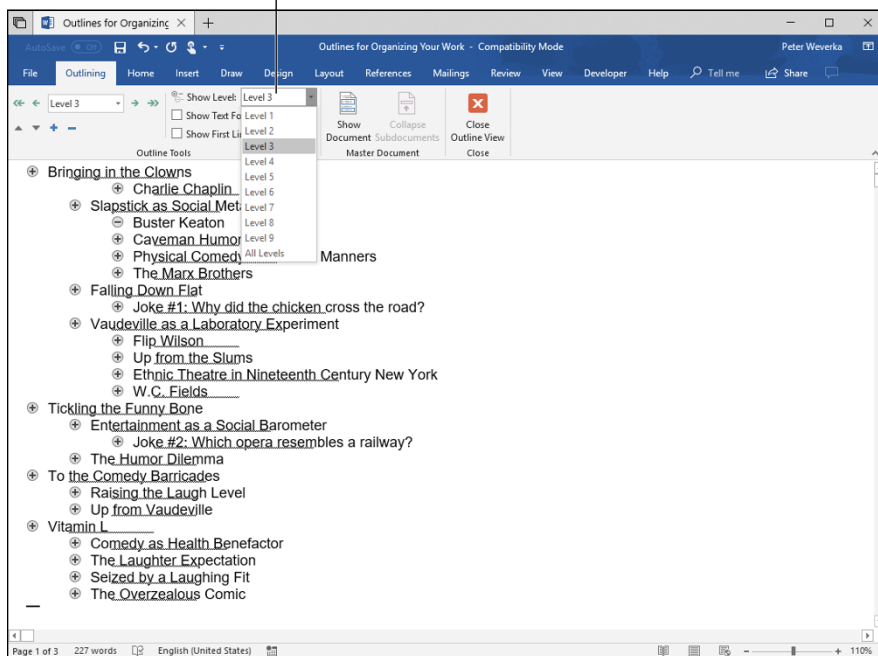 Outlines for Organizing
AutoSave Off Outlines for Organizing Your Work - Compatibility Mode Peter Weverka
File Outlining Home Insert Draw Design Layout References Mailings Review View Developer Help Tell me Share
Level 3 Show Level: Level 3
Show Text Fo Level 1
Show First Li Level 2
Level 3
Level 4
Level 5
Level 6
Level 7
Level 8
Level 9
All Levels
Show Document Collapse Subdocuments Close Outline View
Outline Tools Master Document Close
Bringing in the Clowns
Charlie Chaplin
Slapstick as Social Met
Buster Keaton
Caveman Humor
Physical Comedy Manners
The Marx Brothers
Falling Down Flat
Joke #1: Why did the chicken cross the road?
Vaudeville as a Laboratory Experiment
Flip Wilson
Up from the Slums
Ethnic Theatre in Nineteenth Century New York
W.C. Fields
Tickling the Funny Bone
Entertainment as a Social Barometer
Joke #2: Which opera resembles a railway?
The Humor Dilemma
To the Comedy Barricades
Raising the Laugh Level
Up from Vaudeville
Vitamin L
Comedy as Health Benefactor
The Laughter Expectation
Seized by a Laughing Fit
The Overzealous Comic
Page 1 of 3 227 words English (United States) 110%